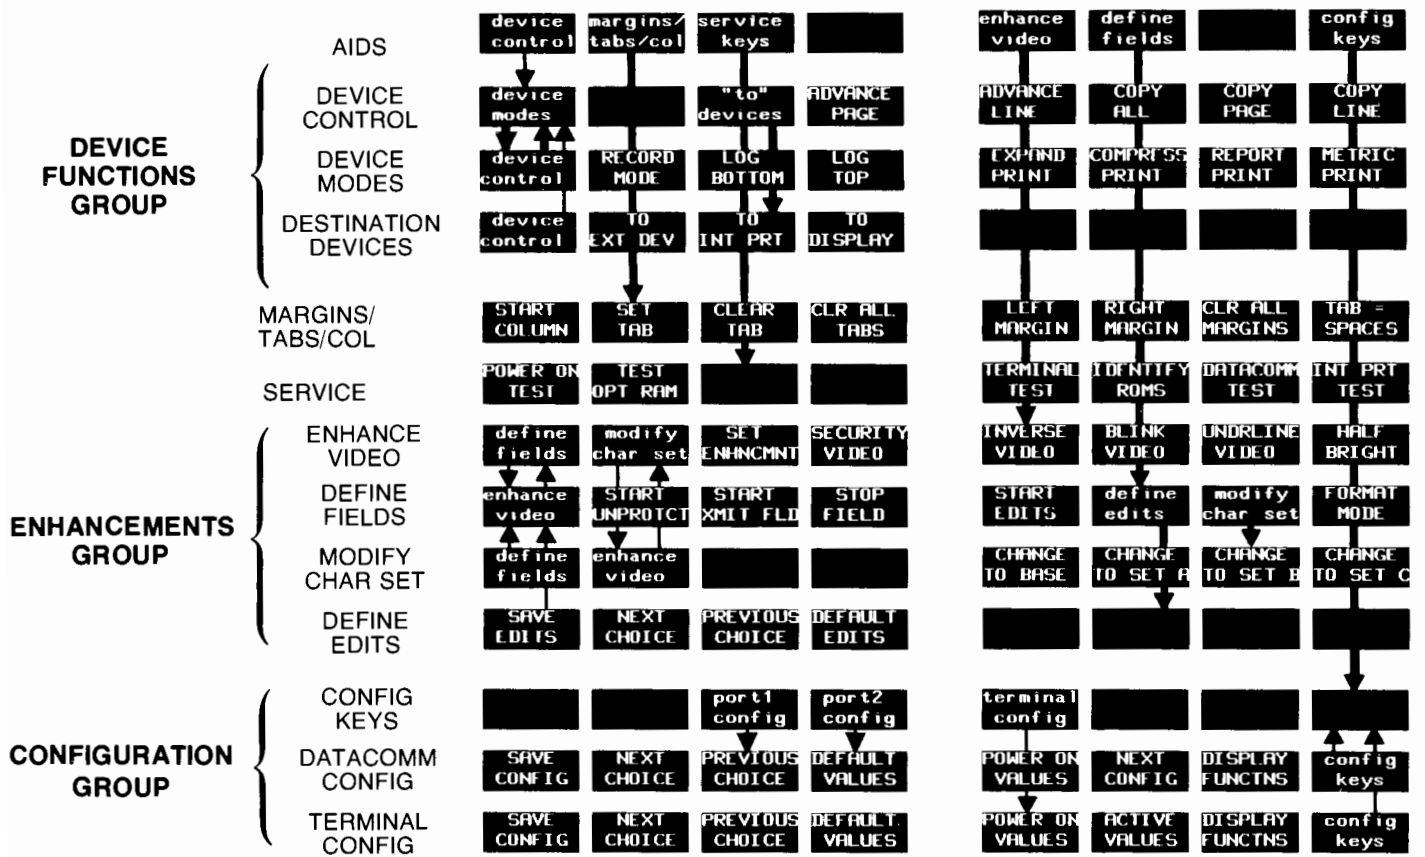 AIDS
device control
margins/ tabs/col
service keys
enhance video
define fields
config keys
DEVICE FUNCTIONS GROUP
DEVICE CONTROL
device modes
"to" devices
ADVANCE PAGE
ADVANCE LINE
COPY ALL
COPY PAGE
COPY LINE
DEVICE MODES
device control
RECORD MODE
LOG BOTTOM
LOG TOP
EXPAND PRINT
COMPRESS PRINT
REPORT PRINT
METRIC PRINT
DESTINATION DEVICES
device control
TO EXT DEV
TO INT PRT
TO DISPLAY
MARGINS/ TABS/COL
START COLUMN
SET TAB
CLEAR TAB
CLR ALL TABS
LEFT MARGIN
RIGHT MARGIN
CLR ALL MARGINS
TAB = SPACES
SERVICE
POWER ON TEST
TEST OPT RAM
TERMINAL TEST
IDENTIFY ROMS
DATACOMM TEST
INT PRT TEST
ENHANCEMENTS GROUP
ENHANCE VIDEO
define fields
modify char set
SET ENHNCMNT
SECURITY VIDEO
INVERSE VIDEO
BLINK VIDEO
UNDRLINE VIDEO
HALF BRIGHT
DEFINE FIELDS
enhance video
START UNPROTCT
START XMIT FLD
STOP FIELD
START EDITS
define edits
modify char set
FORMAT MODE
MODIFY CHAR SET
define fields
enhance video
CHANGE TO BASE
CHANGE TO SET A
CHANGE TO SET B
CHANGE TO SET C
DEFINE EDITS
SAVE EDITS
NEXT CHOICE
PREVIOUS CHOICE
DEFAULT EDITS
CONFIGURATION GROUP
CONFIG KEYS
port1 config
port2 config
terminal config
DATACOMM CONFIG
SAVE CONFIG
NEXT CHOICE
PREVIOUS CHOICE
DEFAULT VALUES
POWER ON VALUES
NEXT CONFIG
DISPLAY FUNCTNS
config keys
TERMINAL CONFIG
SAVE CONFIG
NEXT CHOICE
PREVIOUS CHOICE
DEFAULT VALUES
POWER ON VALUES
ACTIVE VALUES
DISPLAY FUNCTNS
config keys